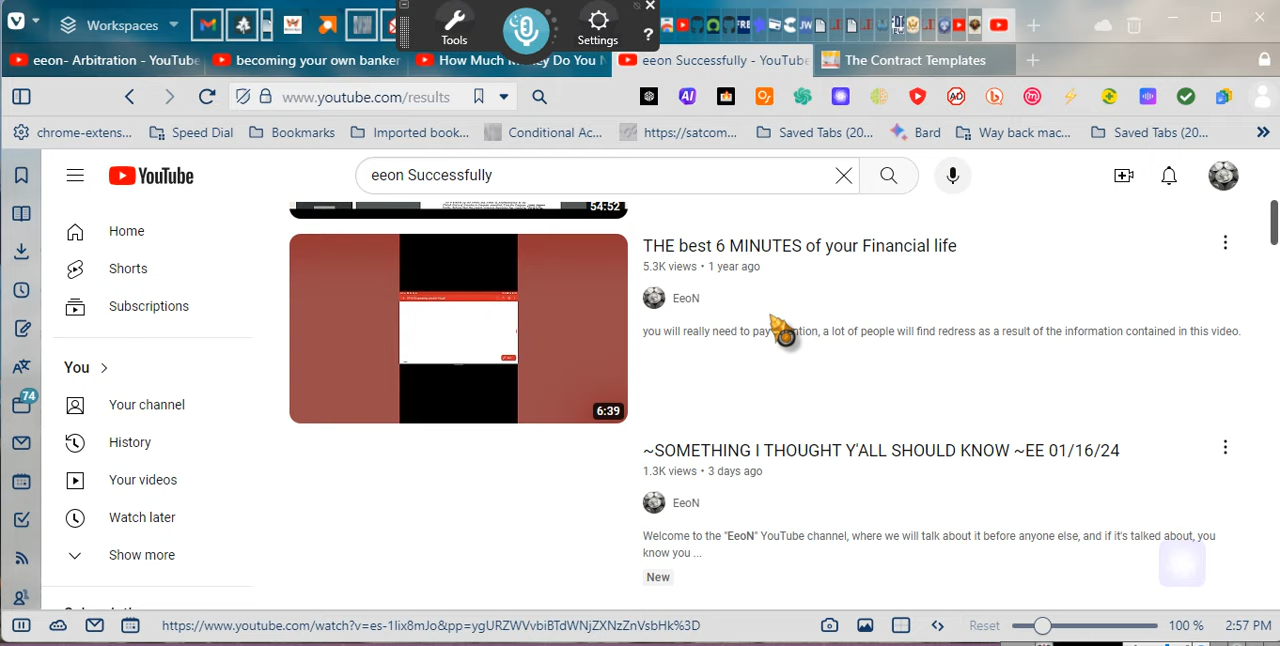 Workspaces
Tools
Settings
?
eeon- Arbitration - YouTube
becoming your own banker
How Much Money Do You N
eeon Successfully - YouTube
The Contract Templates
www.youtube.com/results
chrome-exten...
Speed Dial
Bookmarks
Imported book...
Conditional Ac...
https://satcom...
Saved Tabs (20...
Bard
Way back mac...
Saved Tabs (20...
YouTube
eeon Successfully
Home
Shorts
Subscriptions
You
Your channel
History
Your videos
Watch later
Show more
74
54:52
6:39
THE best 6 MINUTES of your Financial life
5.3K views • 1 year ago
EeoN
you will really need to pay attention, a lot of people will find redress as a result of the information contained in this video.
~SOMETHING I THOUGHT Y'ALL SHOULD KNOW ~EE 01/16/24
1.3K views • 3 days ago
EeoN
Welcome to the "EeoN" YouTube channel, where we will talk about it before anyone else, and if it's talked about, you
know you ...
New
https://www.youtube.com/watch?v=es-1lix8mJo&pp=ygURZWVvbiBTdWNjZXNzZnVsbHk%3D
Reset
100 %
2:57 PM